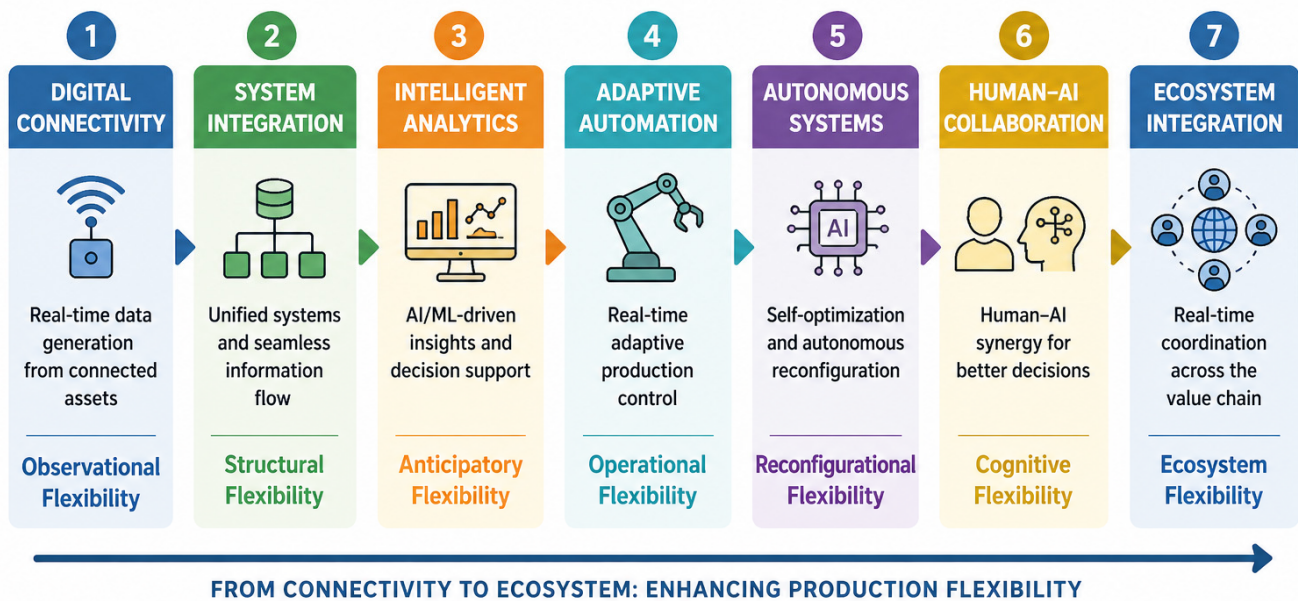 1
DIGITAL
CONNECTIVITY
Real-time data
generation
from connected
assets
Observational
Flexibility
2
SYSTEM
INTEGRATION
Unified systems
and seamless
information
flow
Structural
Flexibility
3
INTELLIGENT
ANALYTICS
AI/ML-driven
insights and
decision support
Anticipatory
Flexibility
4
ADAPTIVE
AUTOMATION
Real-time
adaptive
production
control
Operational
Flexibility
5
AUTONOMOUS
SYSTEMS
AI
Self-optimization
and autonomous
reconfiguration
Reconfigurational
Flexibility
6
HUMAN–AI
COLLABORATION
Human–AI
synergy for
better decisions
Cognitive
Flexibility
7
ECOSYSTEM
INTEGRATION
Real-time
coordination
across the
value chain
Ecosystem
Flexibility
FROM CONNECTIVITY TO ECOSYSTEM: ENHANCING PRODUCTION FLEXIBILITY